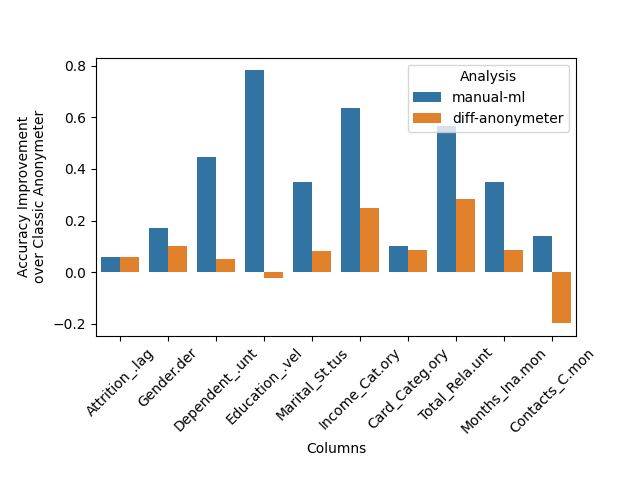 Accuracy Improvement
over Classic Anonymeter
0.8
0.6
0.4
0.2
0.0
−0.2
Analysis
manual-ml
diff-anonymeter
Attrition_.lag
Gender.der
Dependent_.unt
Education_.vel
Marital_St.tus
Income_Cat.ory
Card_Categ.ory
Total_Rela.unt
Months_Ina.mon
Contacts_C.mon
Columns